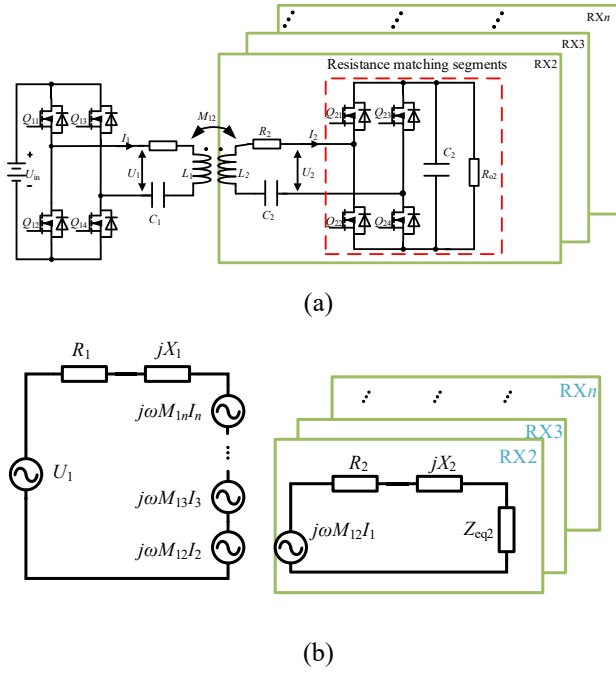 RXn
RX3
Resistance matching segments
RX2
Q11
Q13
M12
Q21
Q23
I1
R2
I2
+
Uin
-
U1
L1
L2
U2
C2
Ro2
C1
C2
Q12
Q14
Q22
Q24
(a)
R1
jX1
jωM1nIn
RXn
RX3
RX2
U1
jωM13I3
R2
jX2
jωM12I2
jωM12I1
Zeq2
(b)